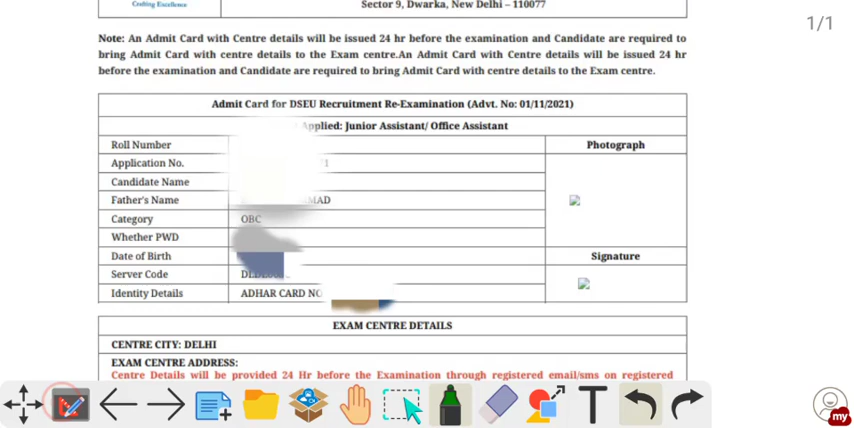 Crafting Excellence
Sector 9, Dwarka, New Delhi – 110077
1/1
Note: An Admit Card with Centre details will be issued 24 hr before the examination and Candidate are required to
bring Admit Card with centre details to the Exam centre.An Admit Card with Centre details will be issued 24 hr
before the examination and Candidate are required to bring Admit Card with centre details to the Exam centre.
Admit Card for DSEU Recruitment Re-Examination (Advt. No: 01/11/2021)
Applied: Junior Assistant/ Office Assistant
Roll Number
Photograph
Application No.
Candidate Name
Father's Name
Category OBC
Whether PWD
Date of Birth
Signature
Server Code
Identity Details ADHAR CARD NO
EXAM CENTRE DETAILS
CENTRE CITY: DELHI
EXAM CENTRE ADDRESS:
Centre Details will be provided 24 Hr before the Examination through registered email/sms on registered
T
my